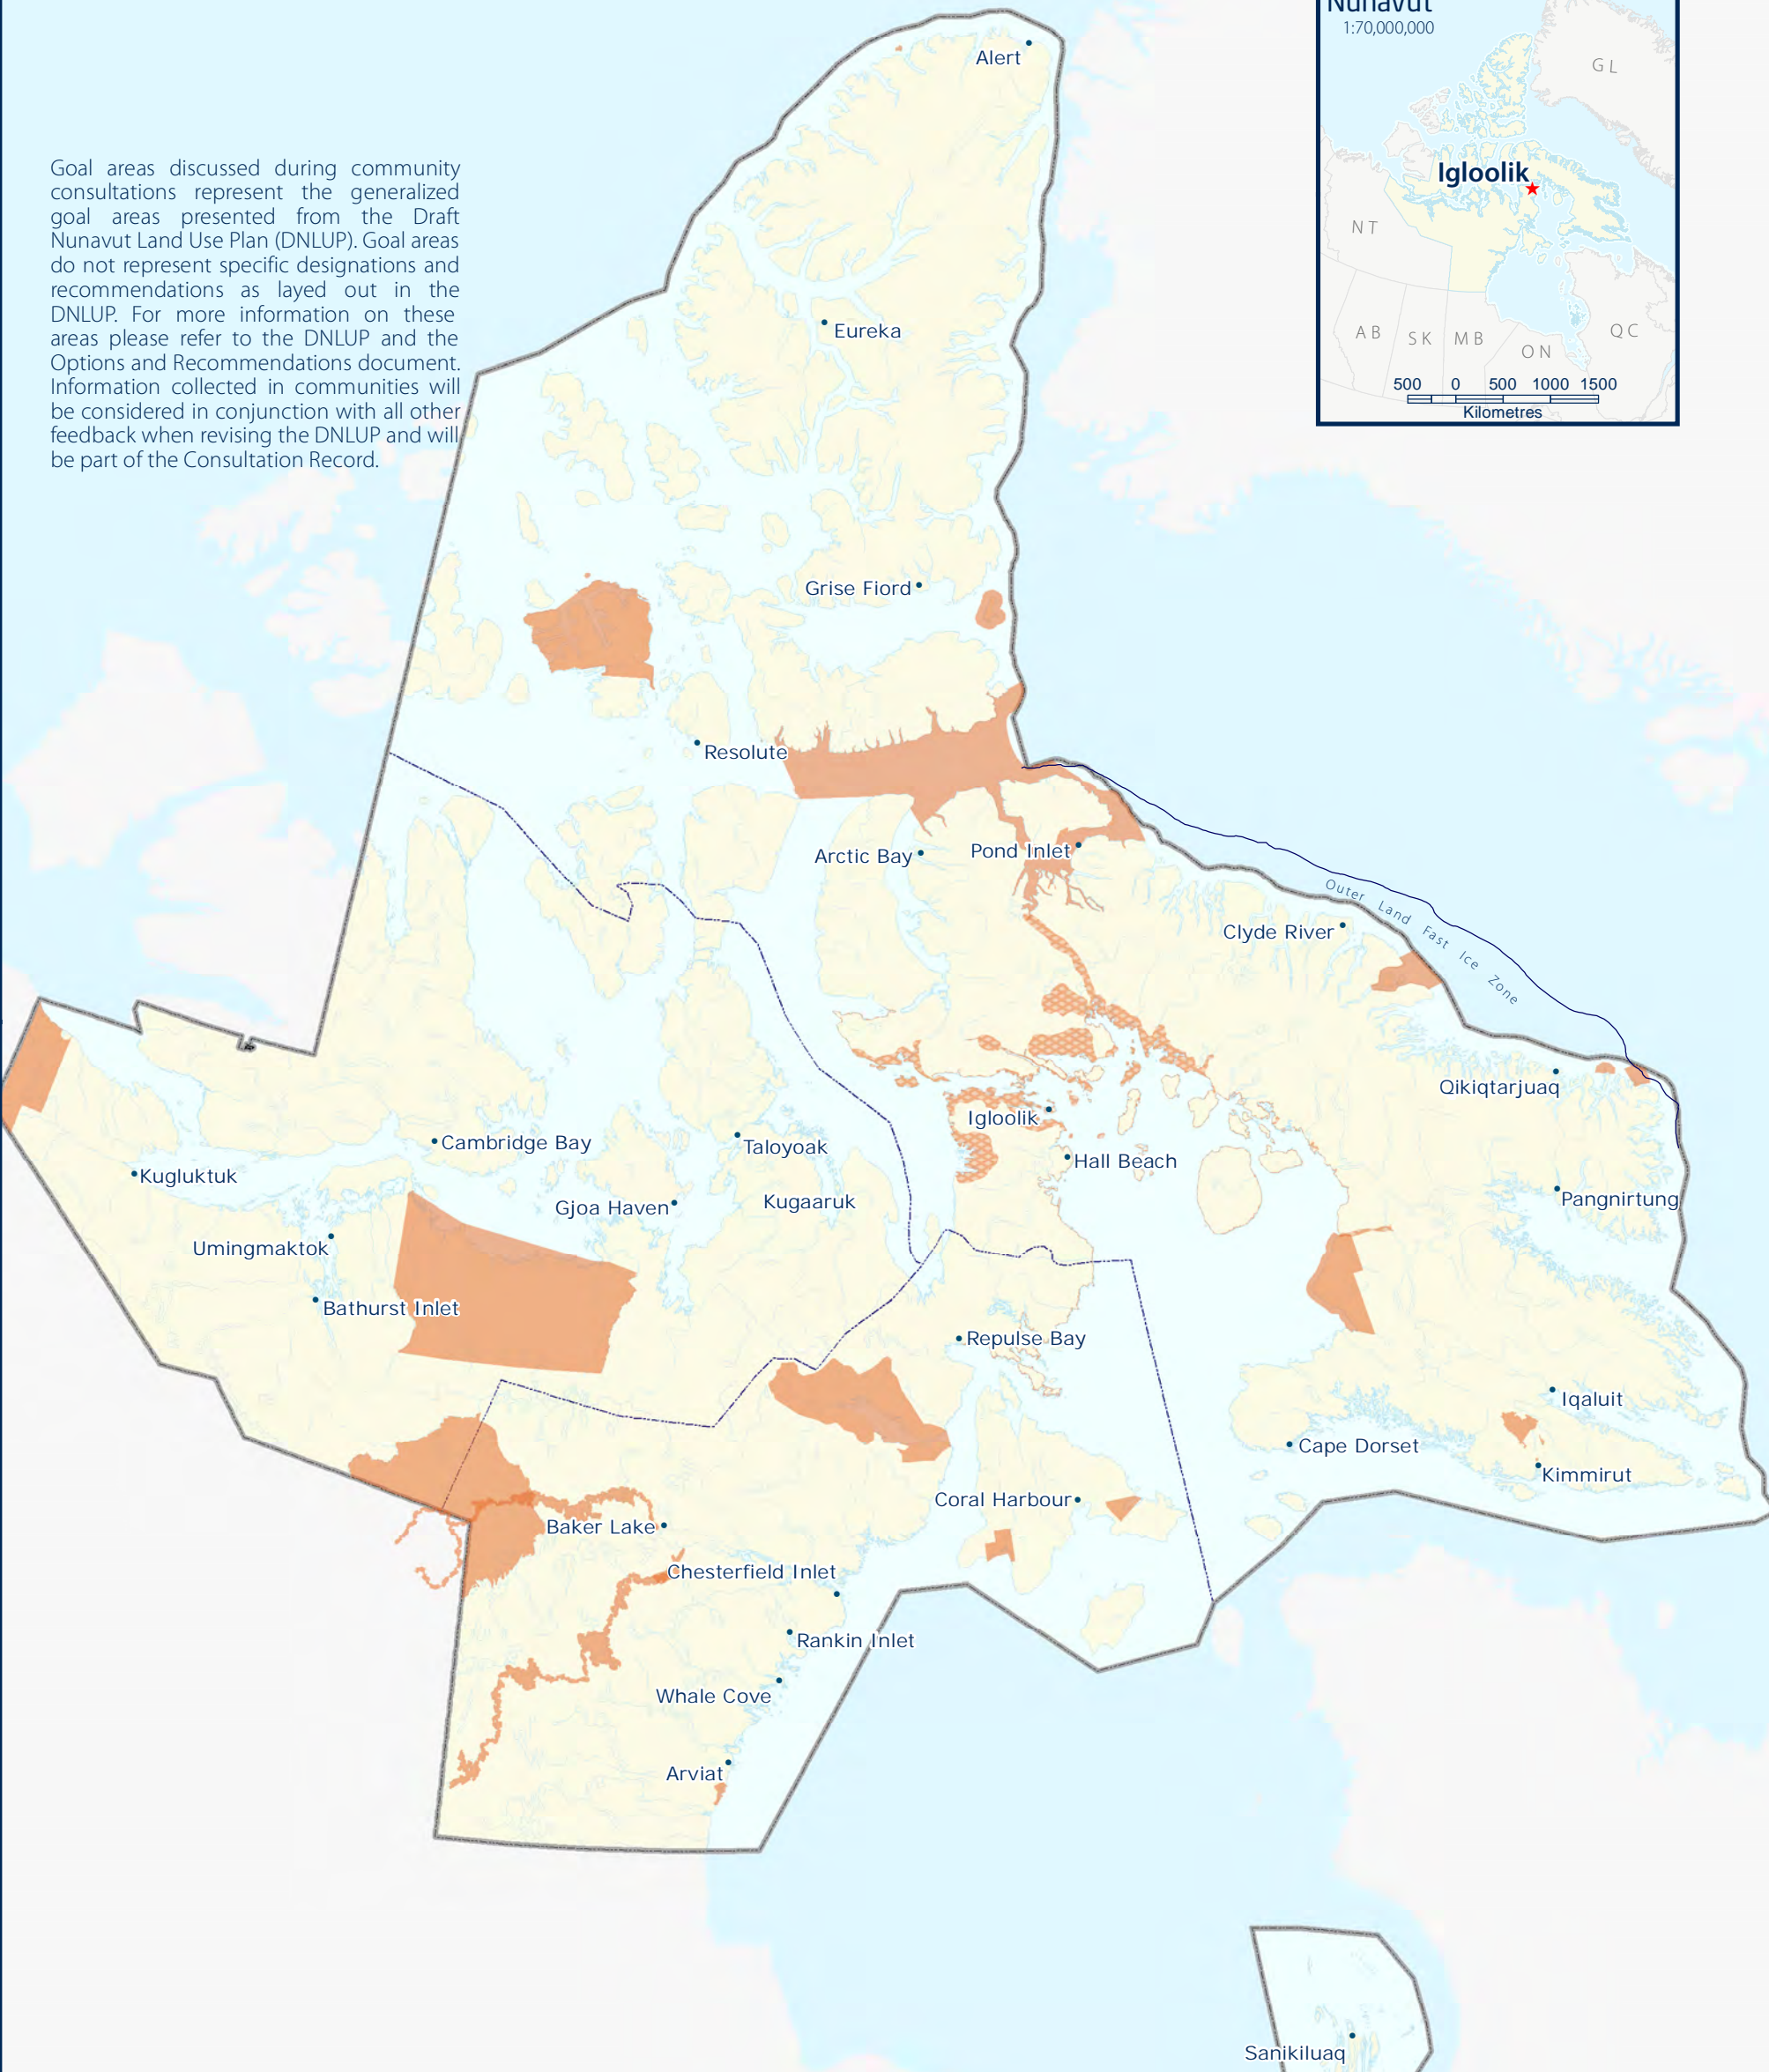 Nunavut
1:70,000,000
GL
Igloolik
NT
AB
SK
MB
ON
QC
500 0 500 1000 1500
Kilometres
Goal areas discussed during community
consultations represent the generalized
goal areas presented from the Draft
Nunavut Land Use Plan (DNLUP). Goal areas
do not represent specific designations and
recommendations as layed out in the
DNLUP. For more information on these
areas please refer to the DNLUP and the
Options and Recommendations document.
Information collected in communities will
be considered in conjunction with all other
feedback when revising the DNLUP and will
be part of the Consultation Record.
Alert
Eureka
Grise Fiord
Resolute
Arctic Bay
Pond Inlet
Outer Land Fast Ice Zone
Clyde River
Qikiqtarjuaq
Igloolik
Cambridge Bay
Taloyoak
Hall Beach
Kugluktuk
Gjoa Haven
Kugaaruk
Pangnirtung
Umingmaktok
Bathurst Inlet
Repulse Bay
Iqaluit
Cape Dorset
Kimmirut
Coral Harbour
Baker Lake
Chesterfield Inlet
Rankin Inlet
Whale Cove
Arviat
Sanikiluaq